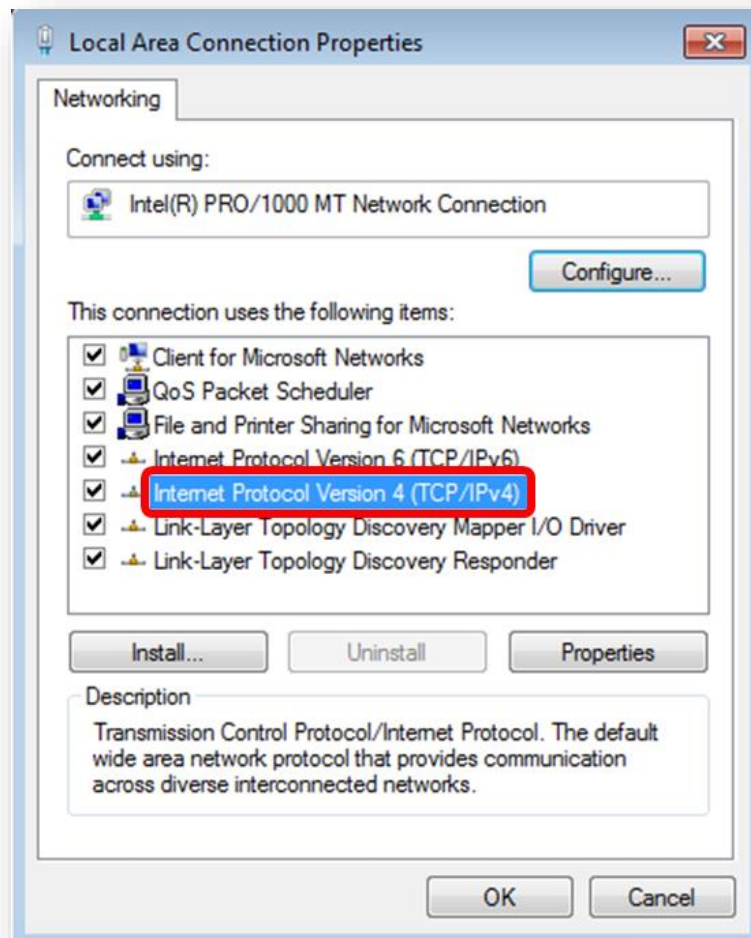 Local Area Connection Properties
Networking
Connect using:
Intel(R) PRO/1000 MT Network Connection
Configure...
This connection uses the following items:
Client for Microsoft Networks
QoS Packet Scheduler
File and Printer Sharing for Microsoft Networks
Internet Protocol Version 6 (TCP/IPv6)
Internet Protocol Version 4 (TCP/IPv4)
Link-Layer Topology Discovery Mapper I/O Driver
Link-Layer Topology Discovery Responder
Install... Uninstall Properties
Description
Transmission Control Protocol/Internet Protocol. The default
wide area network protocol that provides communication
across diverse interconnected networks.
OK Cancel